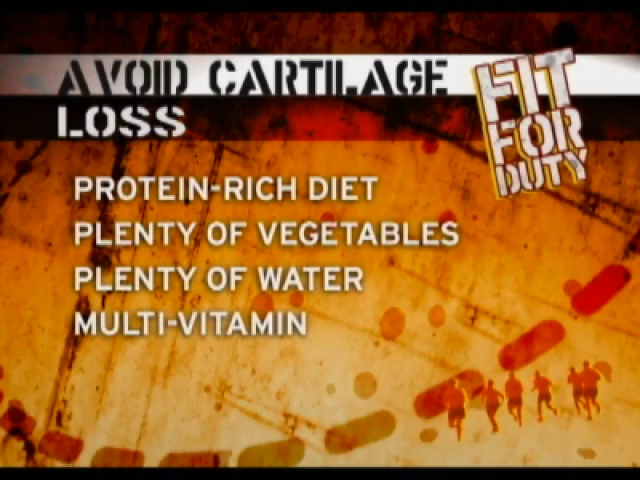 AVOID CARTILAGE
LOSS
FIT
FOR
DUTY
PROTEIN-RICH DIET
PLENTY OF VEGETABLES
PLENTY OF WATER
MULTI-VITAMIN